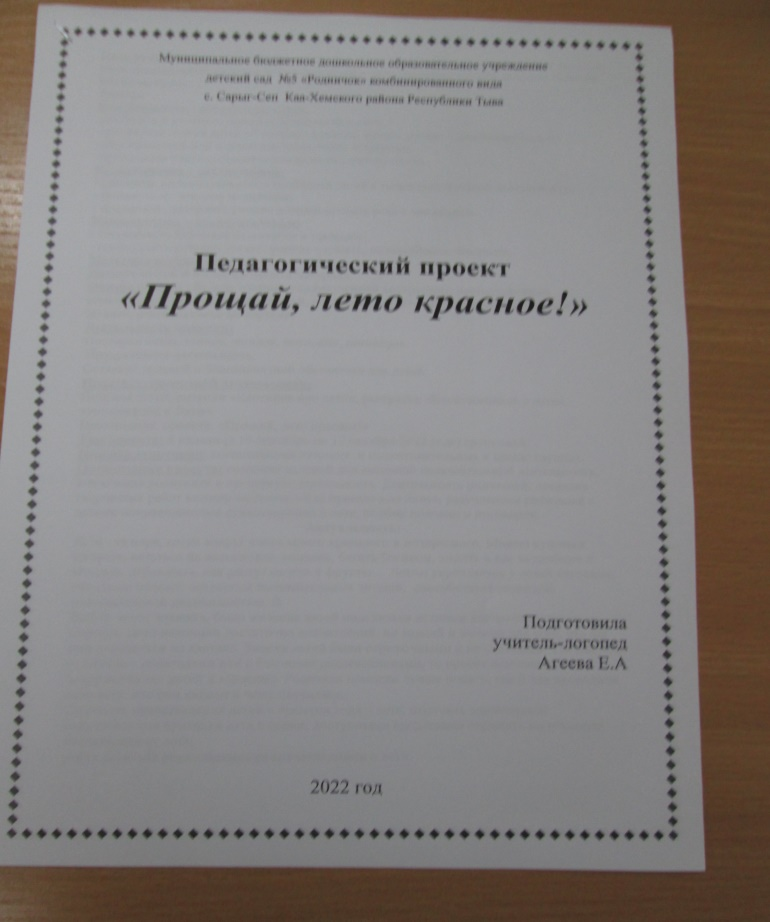 Муниципальное бюджетное дошкольное образовательное учреждение
детский сад №5 «Родничок» комбинированного вида
с. Сарыг-Сеп Каа-Хемского района Республики Тыва
Педагогический проект
«Прощай, лето красное!»
Подготовила
учитель-логопед
Агеева Е.А
2022 год